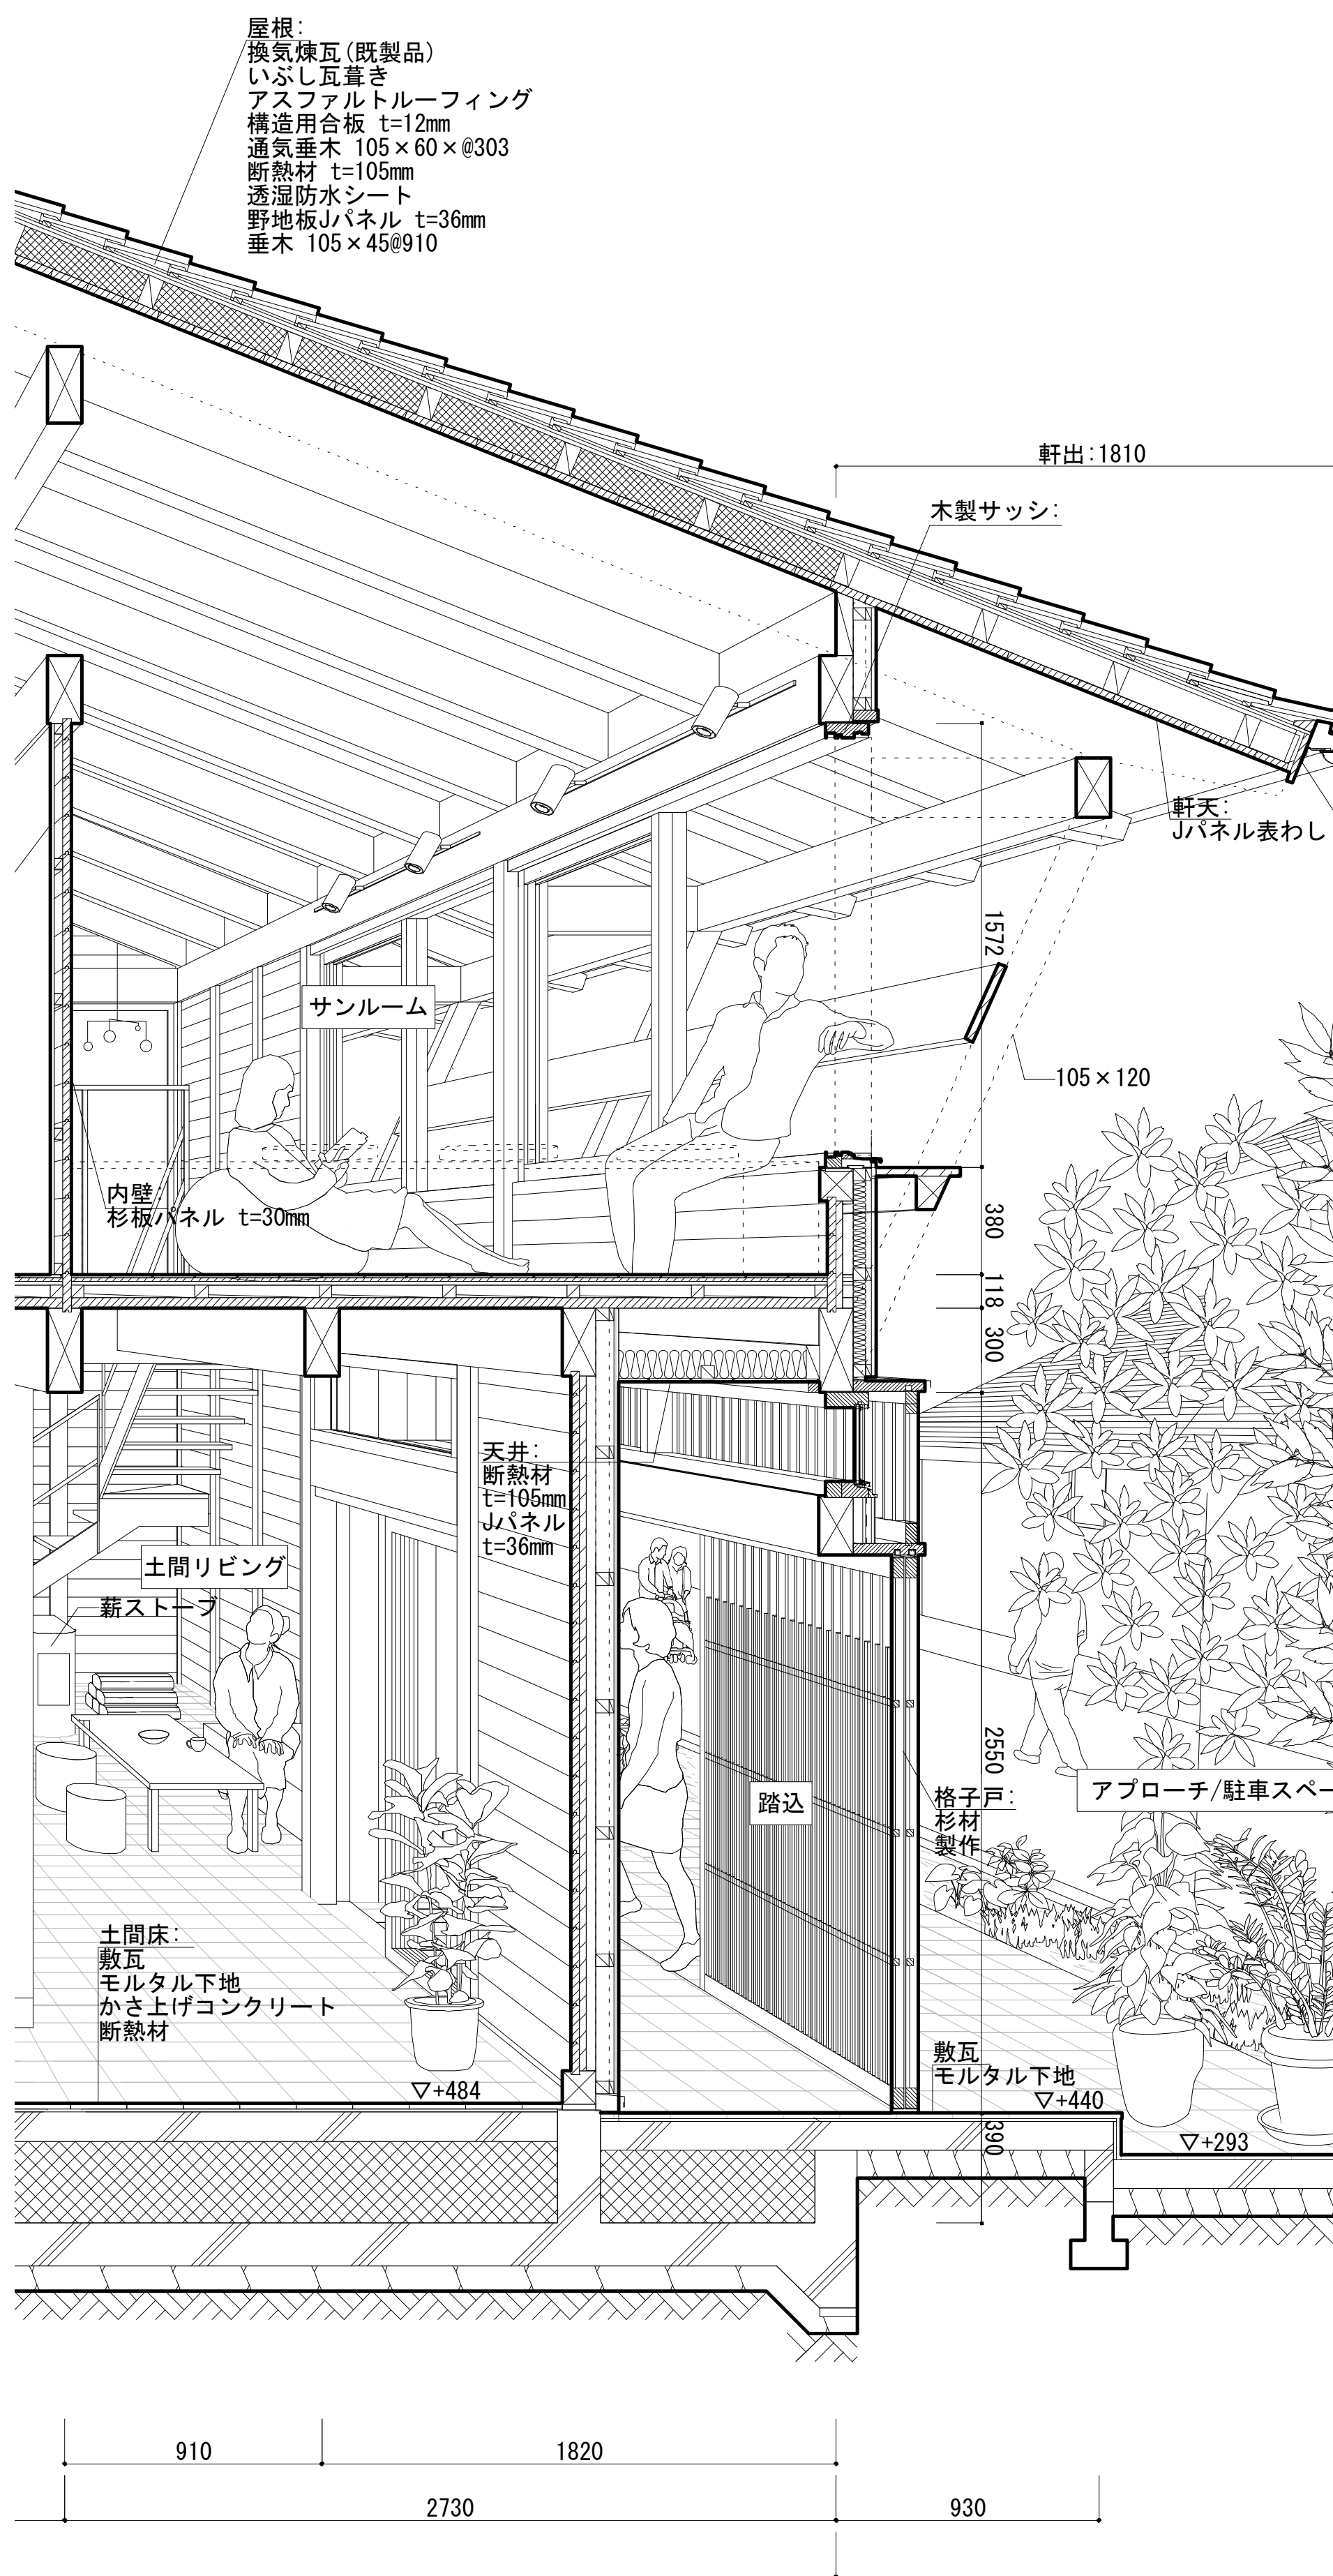 屋根:
換気煉瓦(既製品)
いぶし瓦葺き
アスファルトルーフィング
構造用合板 t=12mm
通気垂木 105×60×@303
断熱材 t=105mm
透湿防水シート
野地板Jパネル t=36mm
垂木 105×45@910
軒出:1810
木製サッシ:
軒天:
Jパネル表わし
1572
サンルーム
105×120
内壁:
杉板パネル t=30mm
380
118
300
天井:
断熱材
t=105mm
Jパネル
t=36mm
土間リビング
薪ストーブ
2550
踏込
格子戸:
杉材
製作
アプローチ/駐車スペー
土間床:
敷瓦
モルタル下地
かさ上げコンクリート
断熱材
敷瓦
モルタル下地
▽+484
▽+440
390
▽+293
910
1820
2730
930